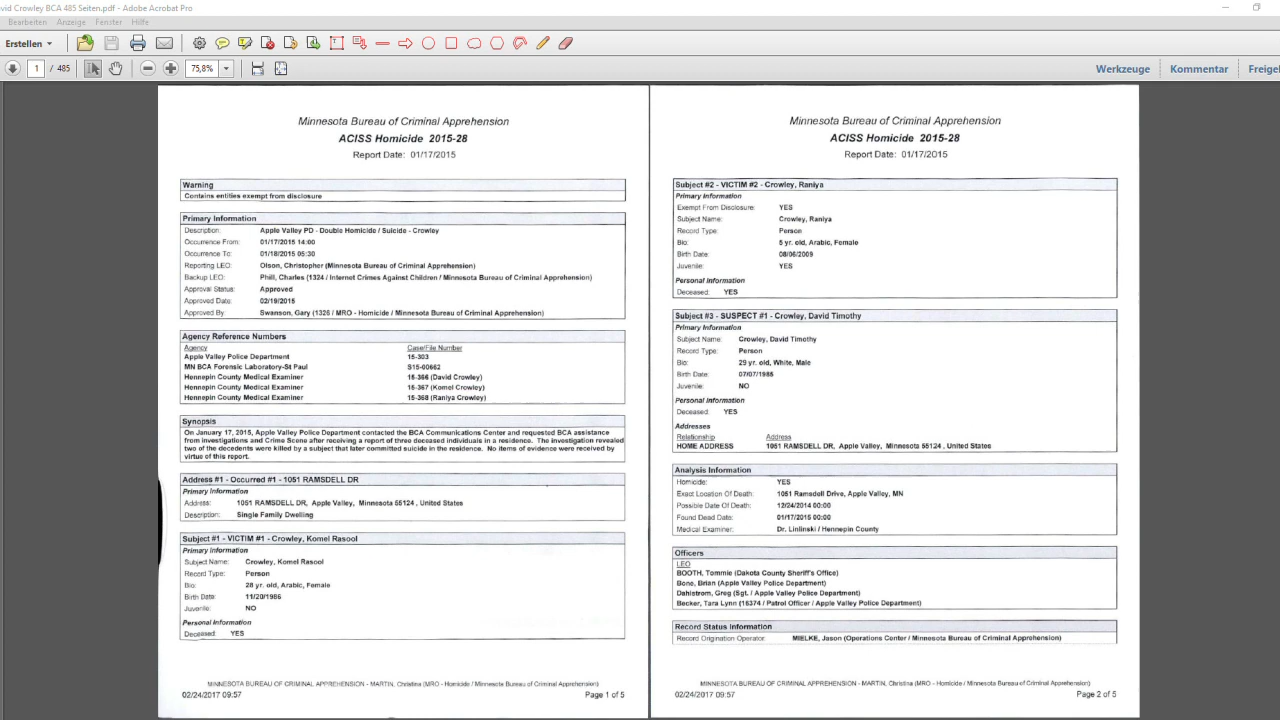 vid Crowley BCA 485 Seiten.pdf - Adobe Acrobat Pro
Bearbeiten Anzeige Fenster Hilfe
Erstellen
1 / 485 75,8% Werkzeuge Kommentar Freigel
Minnesota Bureau of Criminal Apprehension
ACISS Homicide 2015-28
Report Date: 01/17/2015
Warning
Contains entities exempt from disclosure
Primary Information
Description: Apple Valley PD - Double Homicide / Suicide - Crowley
Occurrence From: 01/17/2015 14:00
Occurrence To: 01/18/2015 05:30
Reporting LEO: Olson, Christopher (Minnesota Bureau of Criminal Apprehension)
Backup LEO: Phill, Charles (1324 / Internet Crimes Against Children / Minnesota Bureau of Criminal Apprehension)
Approval Status: Approved
Approved Date: 02/19/2015
Approved By: Swanson, Gary (1326 / MRO - Homicide / Minnesota Bureau of Criminal Apprehension)
Agency Reference Numbers
Agency Case/File Number
Apple Valley Police Department 15-303
MN BCA Forensic Laboratory-St Paul S15-00662
Hennepin County Medical Examiner 15-366 (David Crowley)
Hennepin County Medical Examiner 15-367 (Komel Crowley)
Hennepin County Medical Examiner 15-368 (Raniya Crowley)
Synopsis
On January 17, 2015, Apple Valley Police Department contacted the BCA Communications Center and requested BCA assistance
from investigations and Crime Scene after receiving a report of three deceased individuals in a residence. The investigation revealed
two of the decedents were killed by a subject that later committed suicide in the residence. No items of evidence were received by
virtue of this report.
Address #1 - Occurred #1 - 1051 RAMSDELL DR
Primary Information
Address: 1051 RAMSDELL DR, Apple Valley, Minnesota 55124 , United States
Description: Single Family Dwelling
Subject #1 - VICTIM #1 - Crowley, Komel Rasool
Primary Information
Subject Name: Crowley, Komel Rasool
Record Type: Person
Bio: 28 yr. old, Arabic, Female
Birth Date: 11/20/1986
Juvenile: NO
Personal Information
Deceased: YES
MINNESOTA BUREAU OF CRIMINAL APPREHENSION - MARTIN, Christina (MRO - Homicide / Minnesota Bureau of Criminal Apprehension)
02/24/2017 09:57 Page 1 of 5
Minnesota Bureau of Criminal Apprehension
ACISS Homicide 2015-28
Report Date: 01/17/2015
Subject #2 - VICTIM #2 - Crowley, Raniya
Primary Information
Exempt From Disclosure: YES
Subject Name: Crowley, Raniya
Record Type: Person
Bio: 5 yr. old, Arabic, Female
Birth Date: 08/06/2009
Juvenile: YES
Personal Information
Deceased: YES
Subject #3 - SUSPECT #1 - Crowley, David Timothy
Primary Information
Subject Name: Crowley, David Timothy
Record Type: Person
Bio: 29 yr. old, White, Male
Birth Date: 07/07/1985
Juvenile: NO
Personal Information
Deceased: YES
Addresses
Relationship Address
HOME ADDRESS 1051 RAMSDELL DR, Apple Valley, Minnesota 55124 , United States
Analysis Information
Homicide: YES
Exact Location Of Death: 1051 Ramsdell Drive, Apple Valley, MN
Possible Date Of Death: 12/24/2014 00:00
Found Dead Date: 01/17/2015 00:00
Medical Examiner: Dr. Linlinski / Hennepin County
Officers
LEO
BOOTH, Tommie (Dakota County Sheriff's Office)
Bone, Brian (Apple Valley Police Department)
Dahlstrom, Greg (Sgt. / Apple Valley Police Department)
Becker, Tara Lynn (16374 / Patrol Officer / Apple Valley Police Department)
Record Status Information
Record Origination Operator: MIELKE, Jason (Operations Center / Minnesota Bureau of Criminal Apprehension)
MINNESOTA BUREAU OF CRIMINAL APPREHENSION - MARTIN, Christina (MRO - Homicide / Minnesota Bureau of Criminal Apprehension)
02/24/2017 09:57 Page 2 of 5